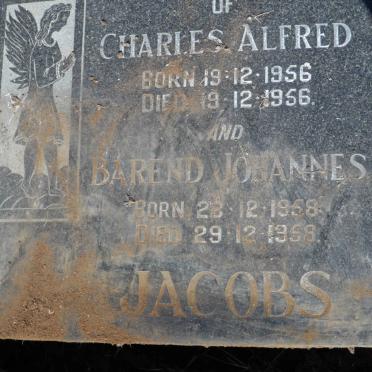 OF
CHARLES ALFRED
BORN 19·12·1956
DIED 19·12·1956.
AND
BAREND JOHANNES
BORN 28·12·1958.
DIED 29·12·1958.
JACOBS